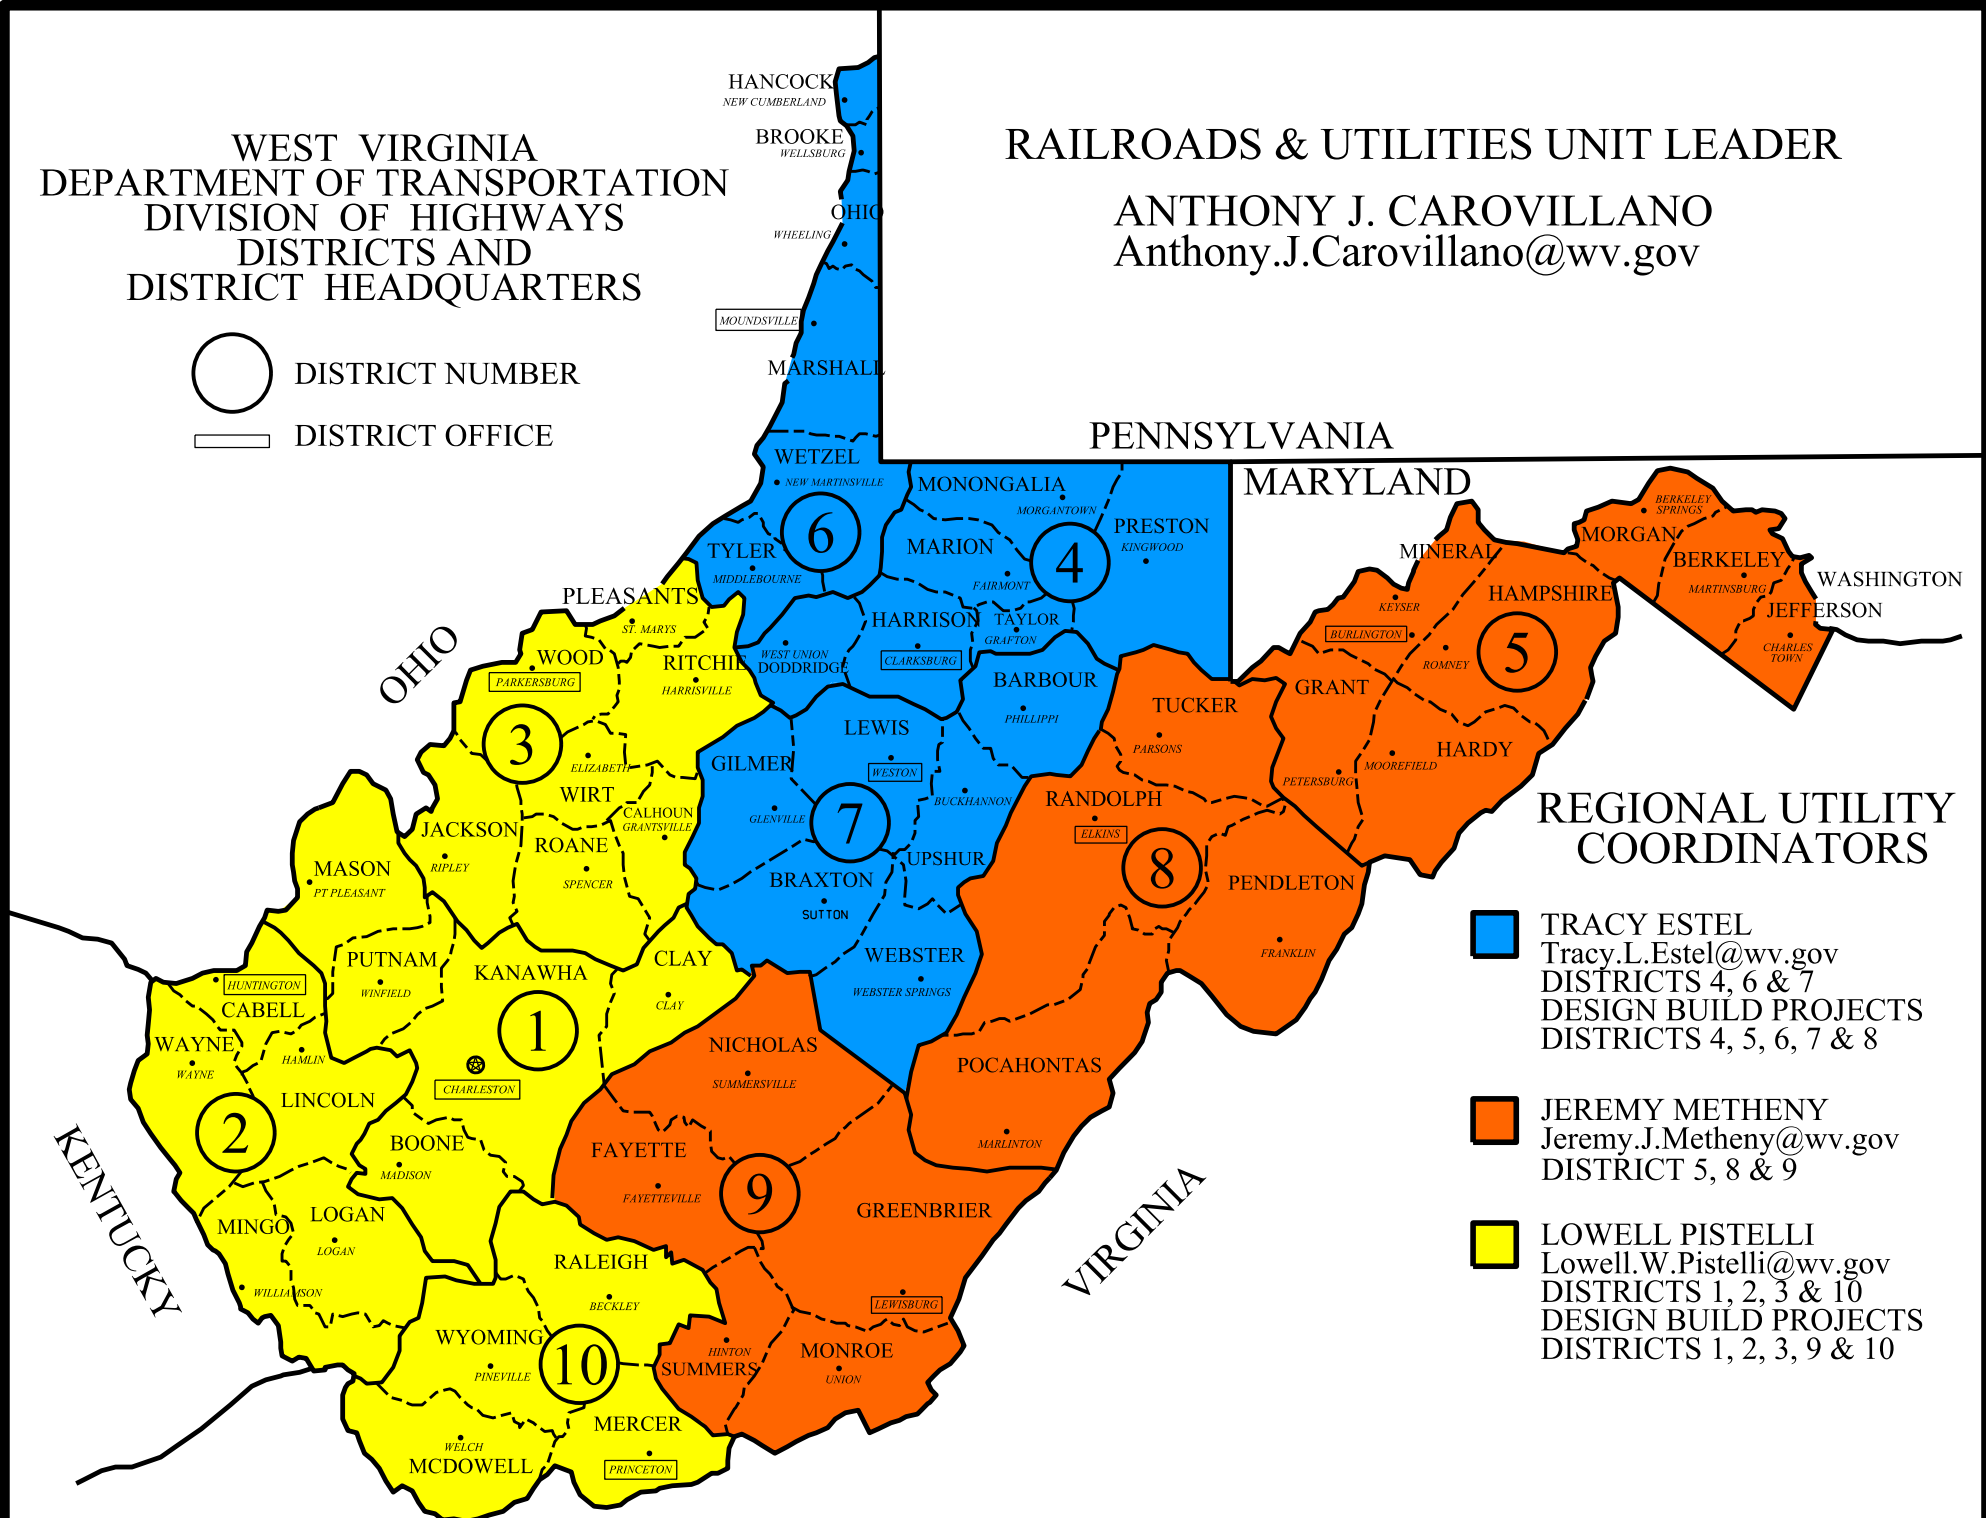 WEST VIRGINIA
DEPARTMENT OF TRANSPORTATION
DIVISION OF HIGHWAYS
DISTRICTS AND
DISTRICT HEADQUARTERS
DISTRICT NUMBER
DISTRICT OFFICE
RAILROADS & UTILITIES UNIT LEADER
ANTHONY J. CAROVILLANO
Anthony.J.Carovillano@wv.gov
PENNSYLVANIA
MARYLAND
WASHINGTON
OHIO
KENTUCKY
VIRGINIA
HANCOCK
NEW CUMBERLAND
BROOKE
WELLSBURG
OHIO
WHEELING
MOUNDSVILLE
MARSHALL
WETZEL
NEW MARTINSVILLE
6
TYLER
MIDDLEBOURNE
WEST UNION
DODDRIDGE
MONONGALIA
MORGANTOWN
MARION
FAIRMONT
4
PRESTON
KINGWOOD
HARRISON
CLARKSBURG
TAYLOR
GRAFTON
BARBOUR
PHILLIPPI
LEWIS
WESTON
GILMER
GLENVILLE
7
BUCKHANNON
UPSHUR
BRAXTON
SUTTON
WEBSTER
WEBSTER SPRINGS
PLEASANTS
ST. MARYS
WOOD
PARKERSBURG
RITCHIE
HARRISVILLE
3
ELIZABETH
WIRT
CALHOUN
GRANTSVILLE
JACKSON
RIPLEY
ROANE
SPENCER
MASON
PT PLEASANT
PUTNAM
WINFIELD
KANAWHA
CLAY
CLAY
1
CHARLESTON
BOONE
MADISON
HUNTINGTON
CABELL
WAYNE
WAYNE
HAMLIN
LINCOLN
2
MINGO
WILLIAMSON
LOGAN
LOGAN
RALEIGH
BECKLEY
WYOMING
PINEVILLE
10
MERCER
PRINCETON
WELCH
MCDOWELL
NICHOLAS
SUMMERSVILLE
FAYETTE
FAYETTEVILLE
9
GREENBRIER
LEWISBURG
HINTON
SUMMERS
MONROE
UNION
POCAHONTAS
MARLINTON
RANDOLPH
ELKINS
8
TUCKER
PARSONS
PENDLETON
FRANKLIN
MINERAL
KEYSER
BURLINGTON
HAMPSHIRE
ROMNEY
5
GRANT
PETERSBURG
HARDY
MOOREFIELD
BERKELEY
SPRINGS
MORGAN
BERKELEY
MARTINSBURG
JEFFERSON
CHARLES
TOWN
REGIONAL UTILITY
COORDINATORS
TRACY ESTEL
Tracy.L.Estel@wv.gov
DISTRICTS 4, 6 & 7
DESIGN BUILD PROJECTS
DISTRICTS 4, 5, 6, 7 & 8
JEREMY METHENY
Jeremy.J.Metheny@wv.gov
DISTRICT 5, 8 & 9
LOWELL PISTELLI
Lowell.W.Pistelli@wv.gov
DISTRICTS 1, 2, 3 & 10
DESIGN BUILD PROJECTS
DISTRICTS 1, 2, 3, 9 & 10